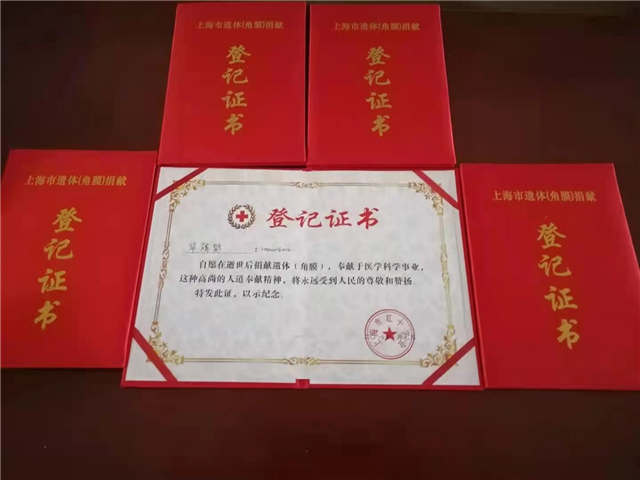 上海市遗体(角膜)捐献
登记证书
上海市遗体(角膜)捐献
登记证书
上海市遗体(角膜)捐献
登记证书
登记证书
自愿在逝世后捐献遗体(角膜),奉献于医学科学事业,
这种高尚的人道奉献精神,将永远受到人民的尊敬和赞扬。
特发此证,以示纪念。
上海市遗体(角膜)捐献
登记证书